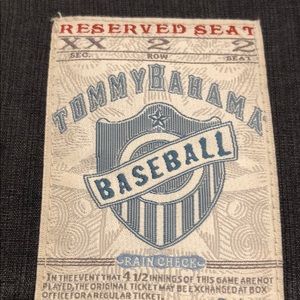 RESERVED SEAT
XX 2 2
SEC. ROW SEAT
TOMMY BAHAMA
BASEBALL
RAIN CHECK
IN THE EVENT THAT 4 1/2 INNINGS OF THIS GAME ARE NOT
PLAYED, THE ORIGINAL TICKET MAY BE EXCHANGED AT BOX
OFFICE FOR A REGULAR TICKET.